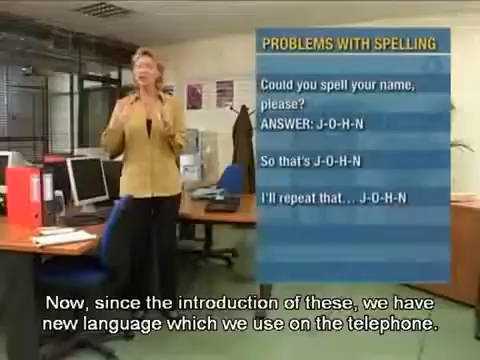 PROBLEMS WITH SPELLING
Could you spell your name,
please?
ANSWER: J-O-H-N
So that's J-O-H-N
I'll repeat that... J-O-H-N
Now, since the introduction of these, we have
new language which we use on the telephone.